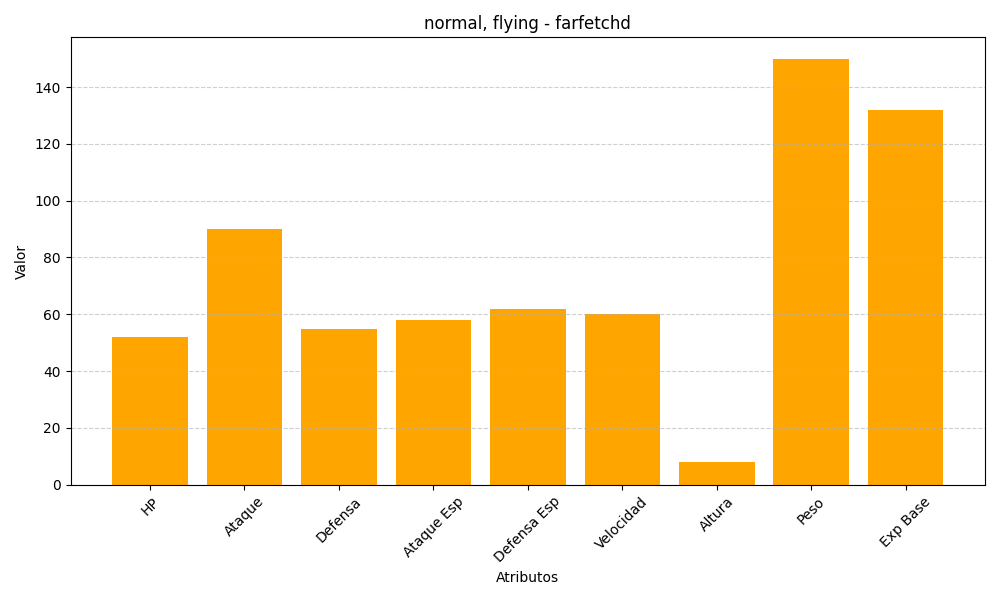 normal, flying - farfetchd
Valor
140
120
100
80
60
40
20
0
HP
Ataque
Defensa
Ataque Esp
Defensa Esp
Velocidad
Altura
Peso
Exp Base
Atributos